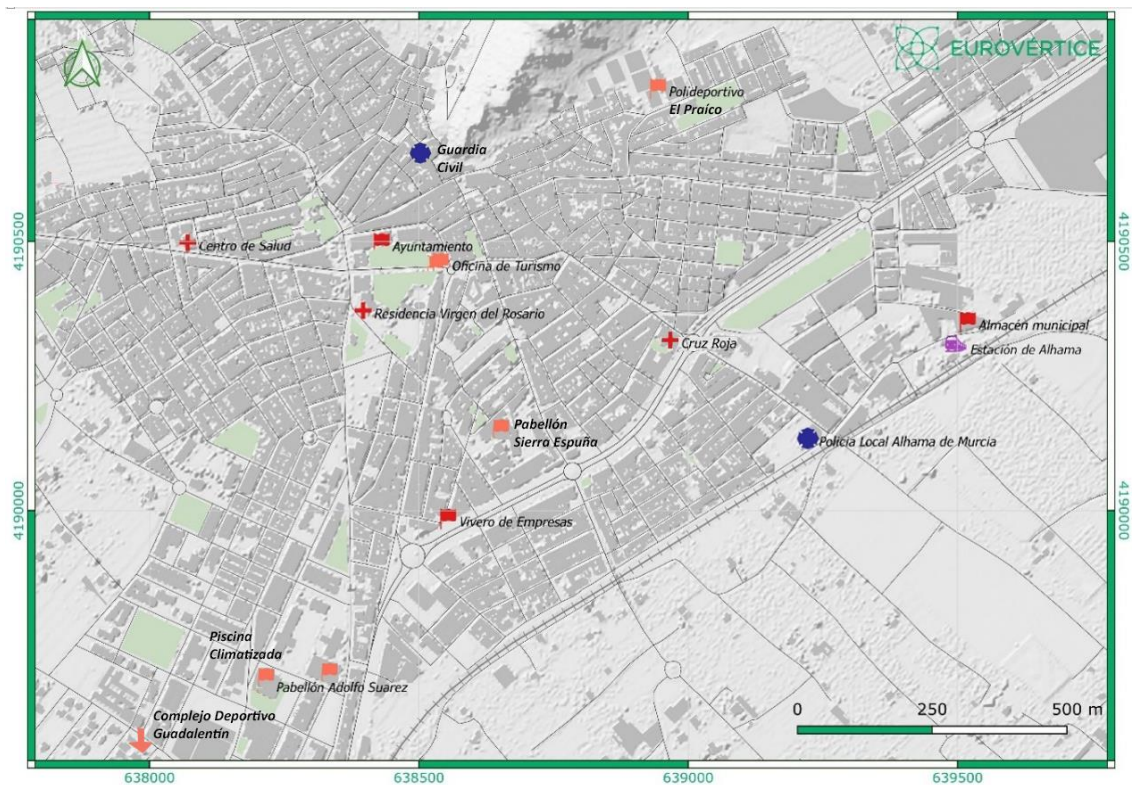 EUROVÉRTICE
Polideportivo
El Praíco
Guardia
Civil
Centro de Salud
Ayuntamiento
Oficina de Turismo
Residencia Virgen del Rosario
Cruz Roja
Almacén municipal
Estación de Alhama
Pabellón
Sierra Espuña
Policía Local Alhama de Murcia
Vivero de Empresas
Piscina
Climatizada
Pabellón Adolfo Suarez
Complejo Deportivo
Guadalentín
0 250 500 m
4190500
4190000
4190500
4190000
638000
638500
639000
639500